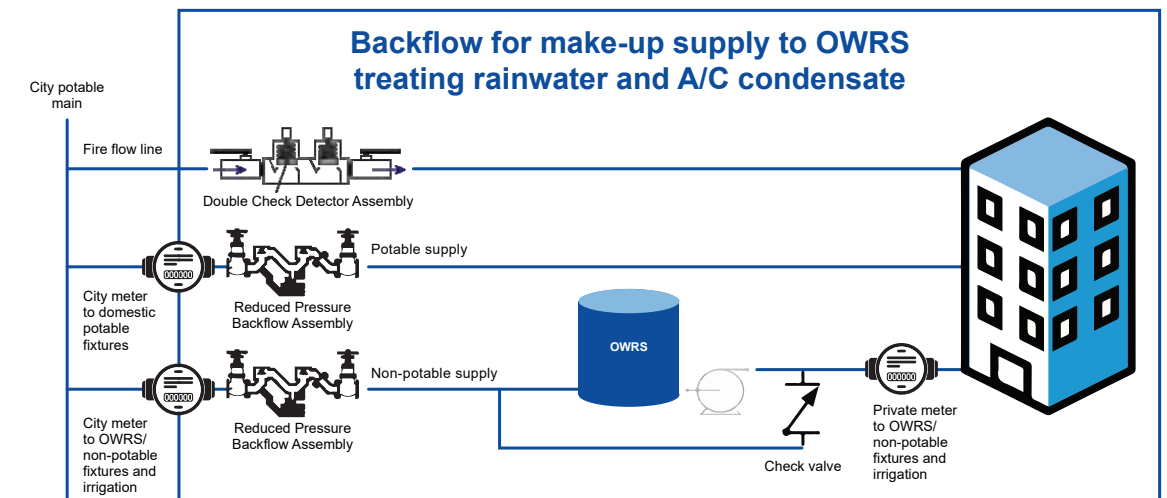 Backflow for make-up supply to OWRS
treating rainwater and A/C condensate
City potable
main
Fire flow line
Double Check Detector Assembly
Potable supply
000000
City meter
to domestic
potable
fixtures
Reduced Pressure
Backflow Assembly
OWRS
Non-potable supply
000000
000000
City meter
to OWRS/
non-potable
fixtures and
irrigation
Reduced Pressure
Backflow Assembly
Check valve
Private meter
to OWRS/
non-potable
fixtures and
irrigation